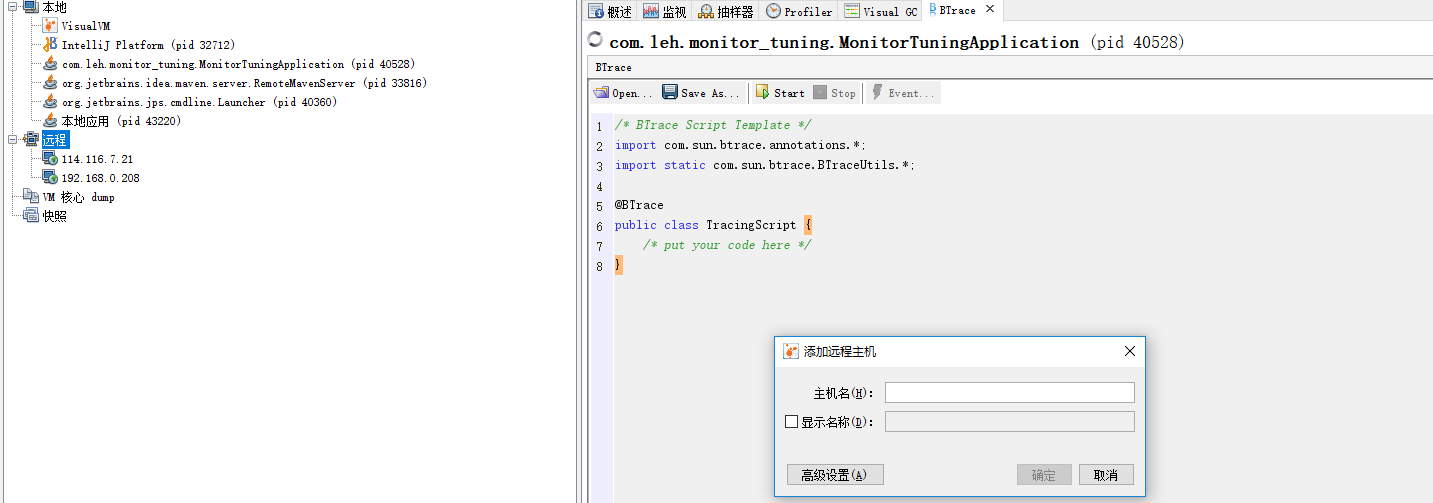 本地
VisualVM
IntelliJ Platform (pid 32712)
com.leh.monitor_tuning.MonitorTuningApplication (pid 40528)
org.jetbrains.idea.maven.server.RemoteMavenServer (pid 33816)
org.jetbrains.jps.cmdline.Launcher (pid 40360)
本地应用 (pid 43220)
远程
114.116.7.21
192.168.0.208
VM 核心 dump
快照
概述 监视 抽样器 Profiler Visual GC BTrace
com.leh.monitor_tuning.MonitorTuningApplication (pid 40528)
BTrace
Open... Save As... Start Stop Event...
1 /* BTrace Script Template */
2 import com.sun.btrace.annotations.*;
3 import static com.sun.btrace.BTraceUtils.*;
4
5 @BTrace
6 public class TracingScript {
7 /* put your code here */
8 }
添加远程主机
主机名(H):
显示名称(D):
高级设置(A) 确定 取消